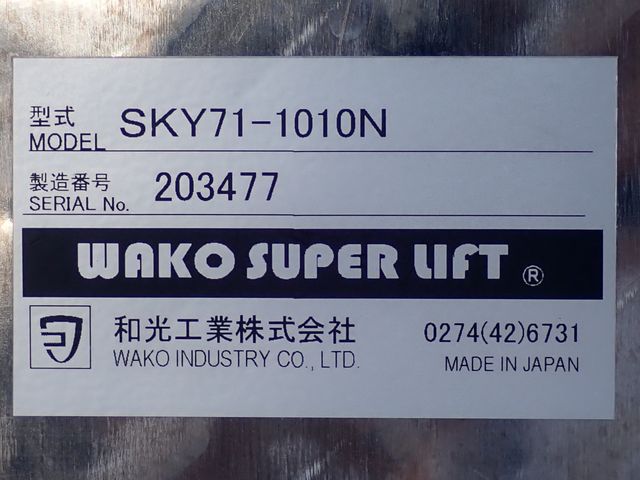 型式
MODEL SKY71-1010N
製造番号
SERIAL No. 203477
WAKO SUPER LIFT ®
和光工業株式会社 0274(42)6731
WAKO INDUSTRY CO., LTD. MADE IN JAPAN